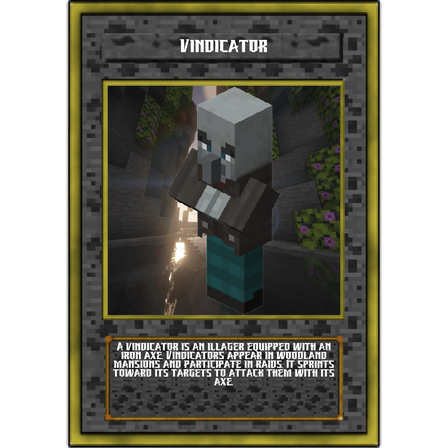 VINDICATOR
A VINDICATOR IS AN ILLAGER EQUIPPED WITH AN
IRON AXE. VINDICATORS APPEAR IN WOODLAND
MANSIONS AND PARTICIPATE IN RAIDS. IT SPRINTS
TOWARD ITS TARGETS TO ATTACK THEM WITH ITS
AXE.